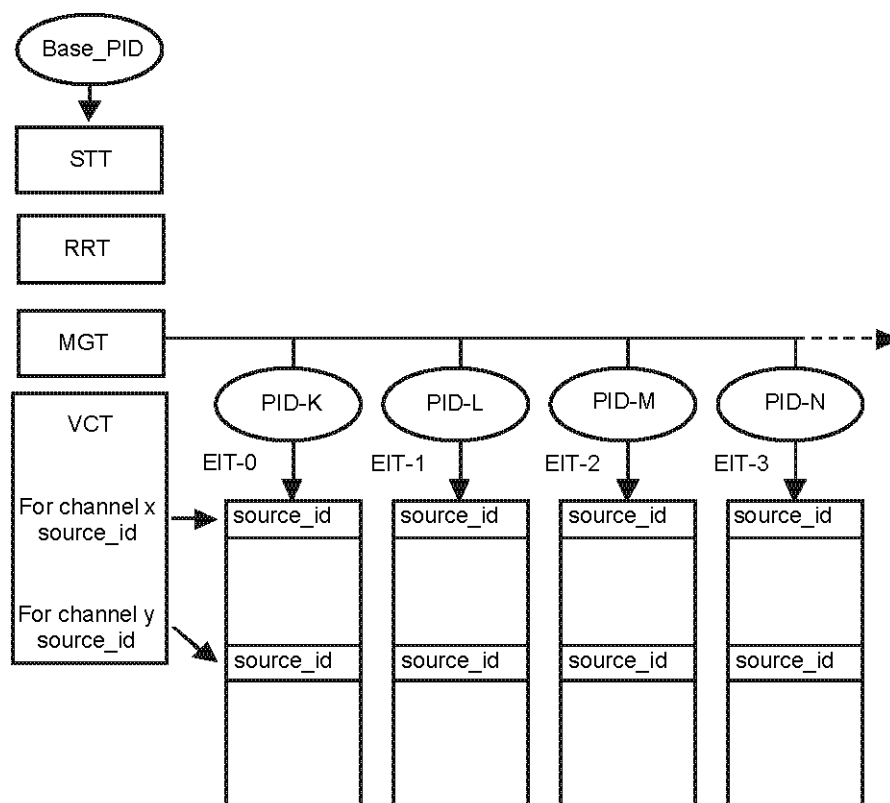 Base_PID
STT
RRT
MGT
VCT
For channel x
source_id
For channel y
source_id
PID-K
PID-L
PID-M
PID-N
EIT-0
EIT-1
EIT-2
EIT-3
source_id
source_id
source_id
source_id
source_id
source_id
source_id
source_id